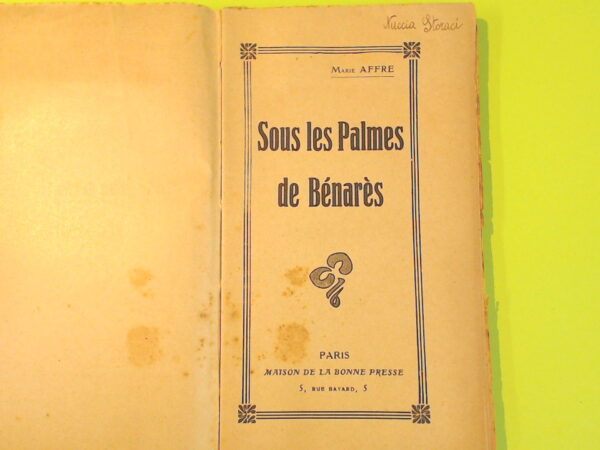 Nuccia Storaci
Marie AFFRE
Sous les Palmes
de Bénarès
PARIS
MAISON DE LA BONNE PRESSE
5, RUE BAYARD, 5